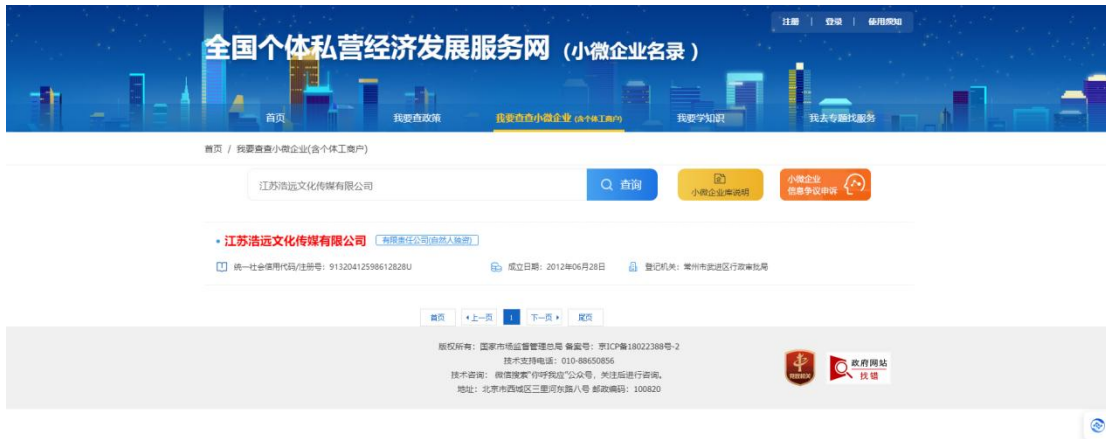 注册 | 登录 | 使用须知
全国个体私营经济发展服务网（小微企业名录）
首页 我要查政策 我要查查小微企业 (含个体工商户) 我要学知识 我去专题找服务
首页 / 我要查查小微企业(含个体工商户)
江苏浩远文化传媒有限公司 查询 小微企业库说明 小微企业
信息争议申诉
江苏浩远文化传媒有限公司 有限责任公司(自然人独资)
统一社会信用代码/注册号：91320412598612828U 成立日期：2012年06月28日 登记机关：常州市武进区行政审批局
首页 上一页 1 下一页 尾页
版权所有：国家市场监督管理总局 备案号：京ICP备18022388号-2
技术支持电话：010-88650856
技术咨询：微信搜索"你呼我应"公众号，关注后进行咨询。
地址：北京市西城区三里河东路八号 邮政编码：100820
党政机关
政府网站
找错